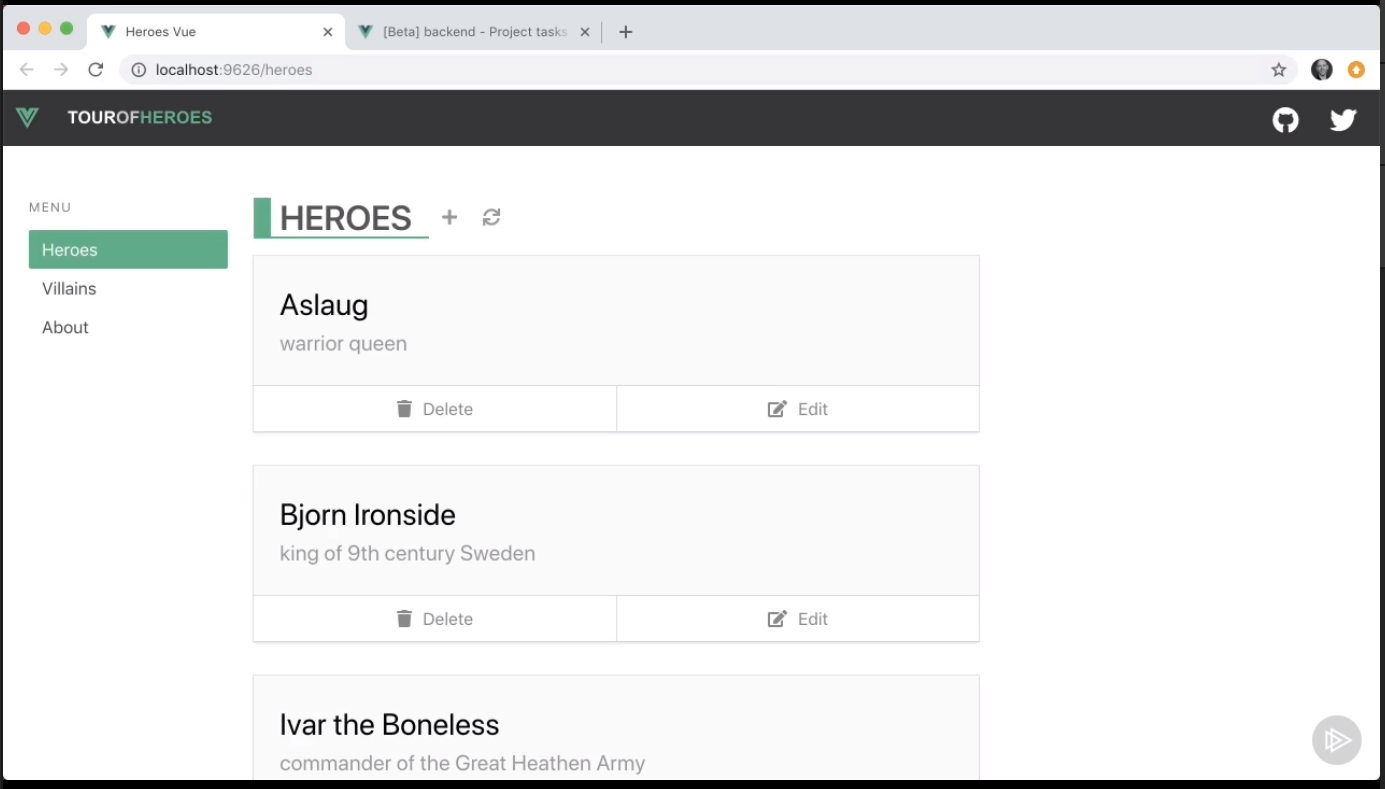 Heroes Vue
[Beta] backend - Project tasks
localhost:9626/heroes
TOUROFHEROES
MENU
Heroes
Villains
About
HEROES
Aslaug
warrior queen
Delete
Edit
Bjorn Ironside
king of 9th century Sweden
Delete
Edit
Ivar the Boneless
commander of the Great Heathen Army